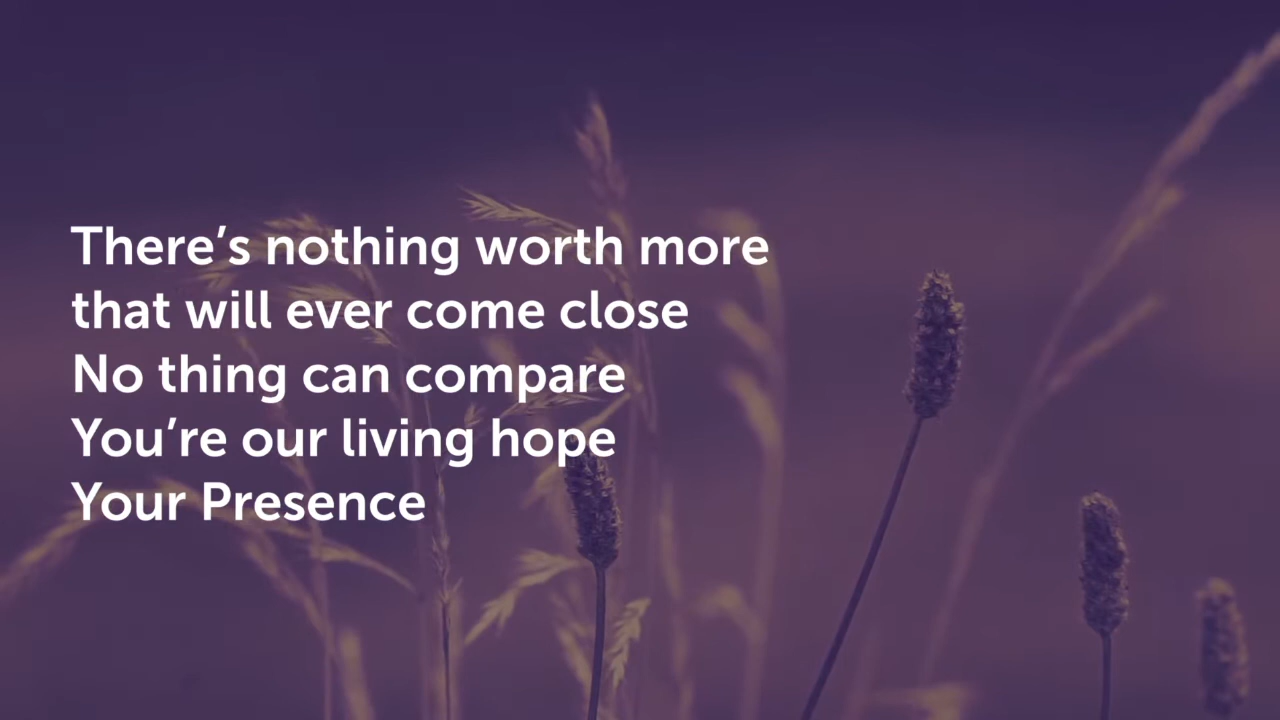 There’s nothing worth more
that will ever come close
No thing can compare
You’re our living hope
Your Presence